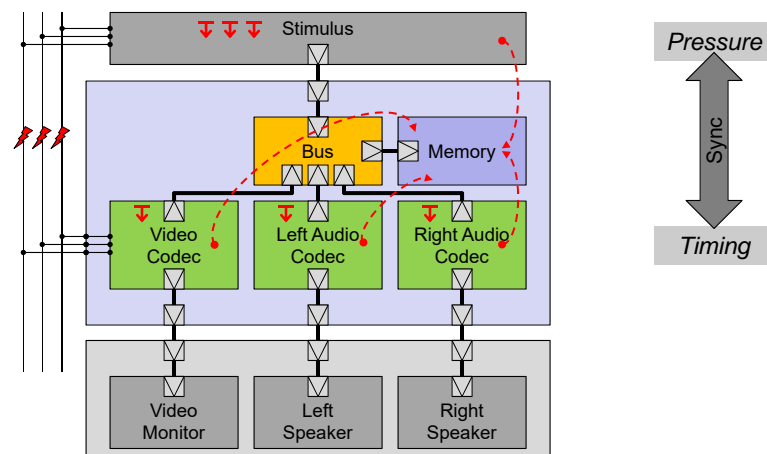 Stimulus
Pressure
Bus
Memory
Sync
Video
Codec
Left Audio
Codec
Right Audio
Codec
Timing
Video
Monitor
Left
Speaker
Right
Speaker